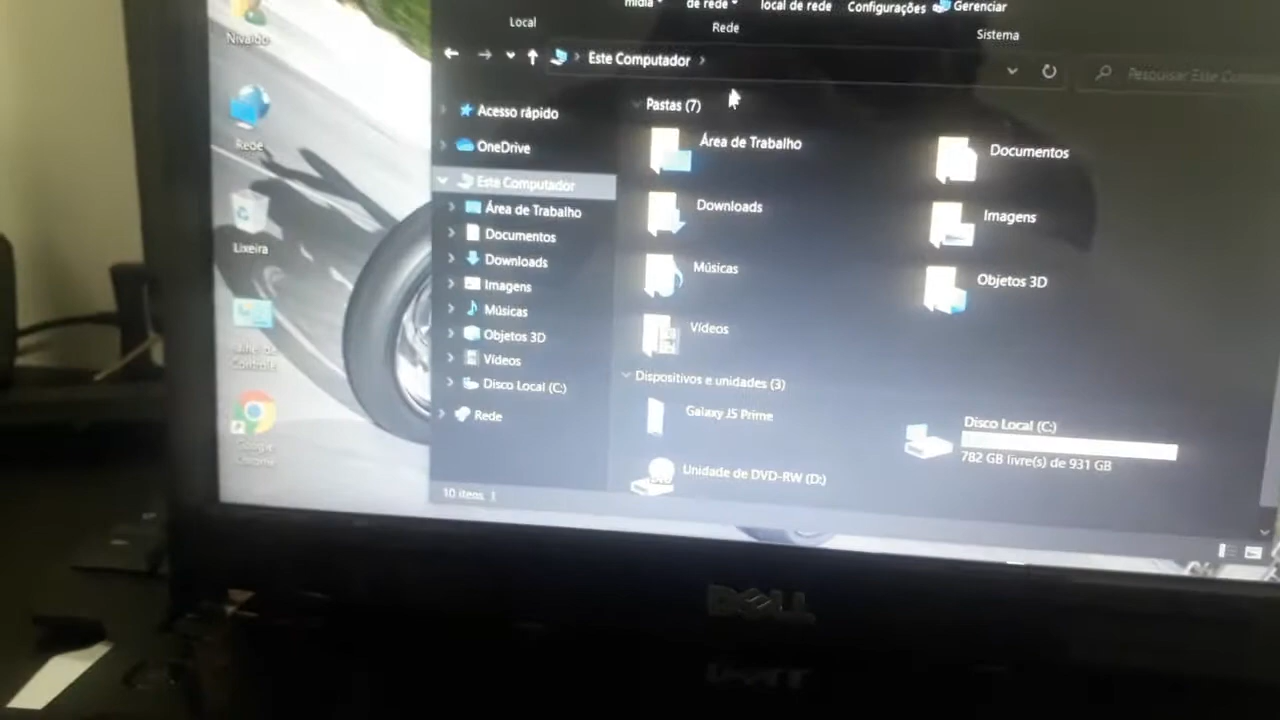 mídia
de rede
local de rede
Configurações
Gerenciar
Local
Rede
Sistema
Nivaldo
Rede
Lixeira
Painel de
Controle
Google
Chrome
Este Computador
Pesquisar Este
Acesso rápido
OneDrive
Este Computador
Área de Trabalho
Documentos
Downloads
Imagens
Músicas
Objetos 3D
Vídeos
Disco Local (C:)
Rede
Pastas (7)
Área de Trabalho
Documentos
Downloads
Imagens
Músicas
Objetos 3D
Vídeos
Dispositivos e unidades (3)
Galaxy J5 Prime
Disco Local (C:)
782 GB livre(s) de 931 GB
Unidade de DVD-RW (D:)
10 itens
DELL